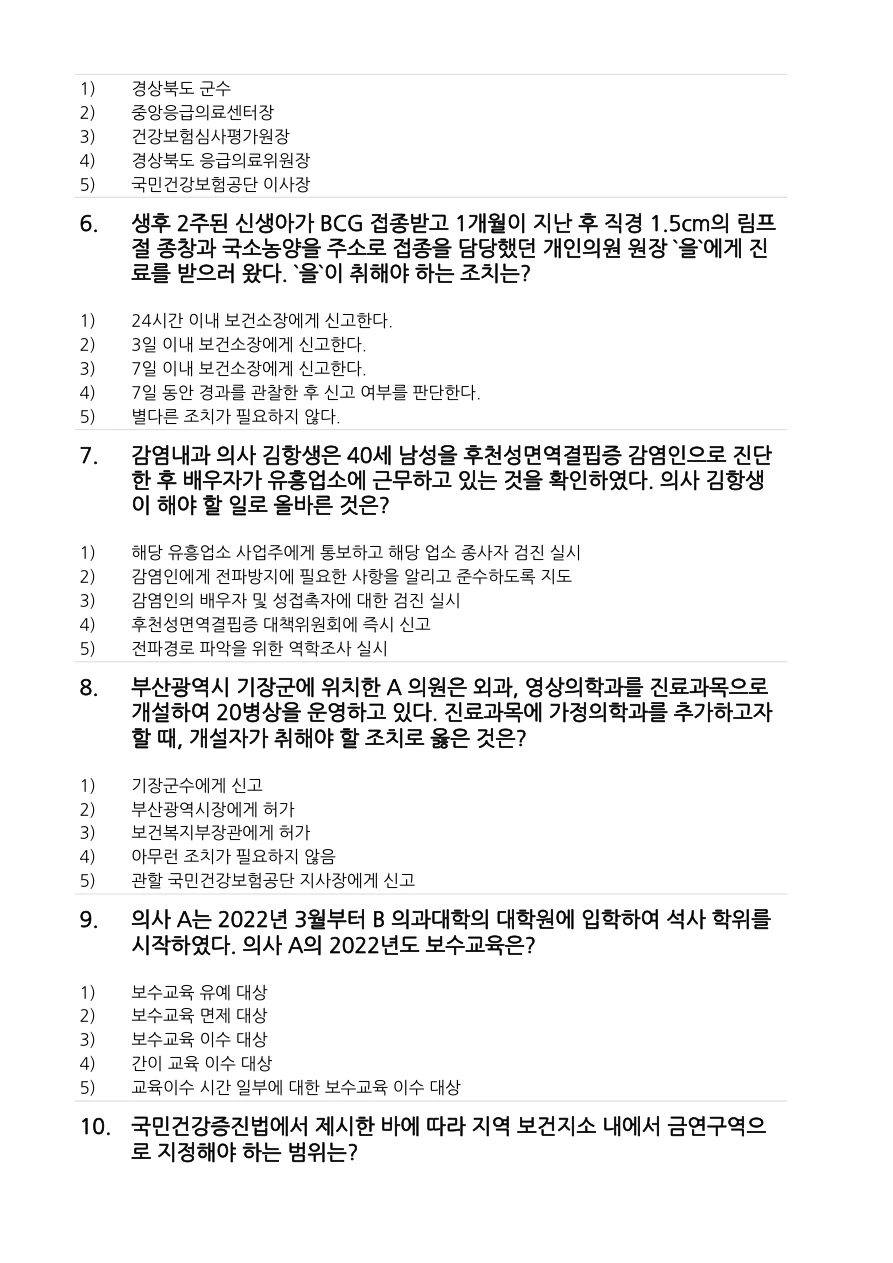 1) 경상북도 군수
2) 중앙응급의료센터장
3) 건강보험심사평가원장
4) 경상북도 응급의료위원장
5) 국민건강보험공단 이사장
6. 생후 2주된 신생아가 BCG 접종받고 1개월이 지난 후 직경 1.5cm의 림프
절 종창과 국소농양을 주소로 접종을 담당했던 개인의원 원장 `을`에게 진
료를 받으러 왔다. `을`이 취해야 하는 조치는?
1) 24시간 이내 보건소장에게 신고한다.
2) 3일 이내 보건소장에게 신고한다.
3) 7일 이내 보건소장에게 신고한다.
4) 7일 동안 경과를 관찰한 후 신고 여부를 판단한다.
5) 별다른 조치가 필요하지 않다.
7. 감염내과 의사 김항생은 40세 남성을 후천성면역결핍증 감염인으로 진단
한 후 배우자가 유흥업소에 근무하고 있는 것을 확인하였다. 의사 김항생
이 해야 할 일로 올바른 것은?
1) 해당 유흥업소 사업주에게 통보하고 해당 업소 종사자 검진 실시
2) 감염인에게 전파방지에 필요한 사항을 알리고 준수하도록 지도
3) 감염인의 배우자 및 성접촉자에 대한 검진 실시
4) 후천성면역결핍증 대책위원회에 즉시 신고
5) 전파경로 파악을 위한 역학조사 실시
8. 부산광역시 기장군에 위치한 A 의원은 외과, 영상의학과를 진료과목으로
개설하여 20병상을 운영하고 있다. 진료과목에 가정의학과를 추가하고자
할 때, 개설자가 취해야 할 조치로 옳은 것은?
1) 기장군수에게 신고
2) 부산광역시장에게 허가
3) 보건복지부장관에게 허가
4) 아무런 조치가 필요하지 않음
5) 관할 국민건강보험공단 지사장에게 신고
9. 의사 A는 2022년 3월부터 B 의과대학의 대학원에 입학하여 석사 학위를
시작하였다. 의사 A의 2022년도 보수교육은?
1) 보수교육 유예 대상
2) 보수교육 면제 대상
3) 보수교육 이수 대상
4) 간이 교육 이수 대상
5) 교육이수 시간 일부에 대한 보수교육 이수 대상
10. 국민건강증진법에서 제시한 바에 따라 지역 보건지소 내에서 금연구역으
로 지정해야 하는 범위는?